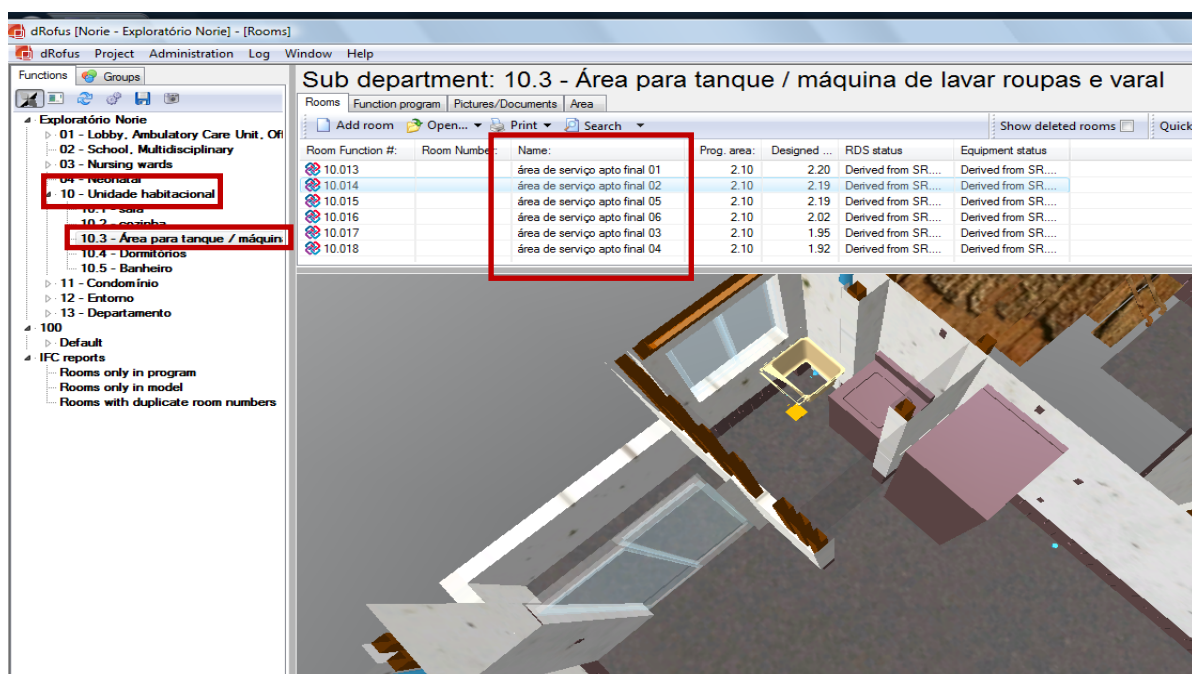 dRofus [Norie - Exploratório Norie] - [Rooms]
dRofus Project Administration Log Window Help
Functions Groups
Exploratório Norie
01 - Lobby, Ambulatory Care Unit, Off
02 - School, Multidisciplinary
03 - Nursing wards
04 - Neonatal
10 - Unidade habitacional
10.1 - sala
10.2 - cozinha
10.3 - Área para tanque / máquin
10.4 - Dormitórios
10.5 - Banheiro
11 - Condomínio
12 - Entorno
13 - Departamento
100
Default
IFC reports
Rooms only in program
Rooms only in model
Rooms with duplicate room numbers
Sub department: 10.3 - Área para tanque / máquina de lavar roupas e varal
Rooms Function program Pictures/Documents Area
Add room Open... Print Search Show deleted rooms Quick
Room Function #: Room Number: Name: Prog. area: Designed ... RDS status Equipment status
10.013 área de serviço apto final 01 2.10 2.20 Derived from SR.... Derived from SR....
10.014 área de serviço apto final 02 2.10 2.19 Derived from SR.... Derived from SR....
10.015 área de serviço apto final 05 2.10 2.19 Derived from SR.... Derived from SR....
10.016 área de serviço apto final 06 2.10 2.02 Derived from SR.... Derived from SR....
10.017 área de serviço apto final 03 2.10 1.95 Derived from SR.... Derived from SR....
10.018 área de serviço apto final 04 2.10 1.92 Derived from SR.... Derived from SR....